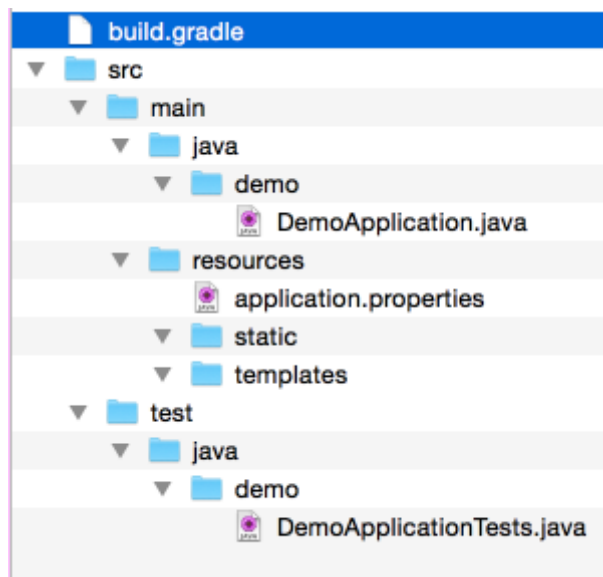 build.gradle
src
main
java
demo
DemoApplication.java
resources
application.properties
static
templates
test
java
demo
DemoApplicationTests.java